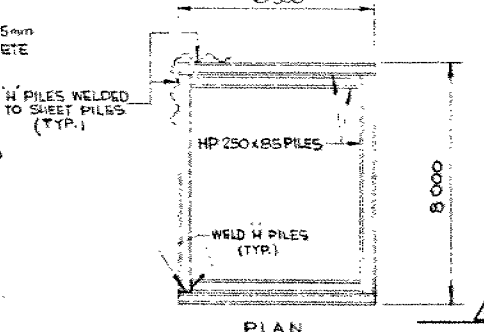 5mm
ETE
'H' PILES WELDED
TO SHEET PILES
(TYP.)
HP 250 x 85 PILES
8 000
WELD 'H' PILES
(TYP.)
PLAN